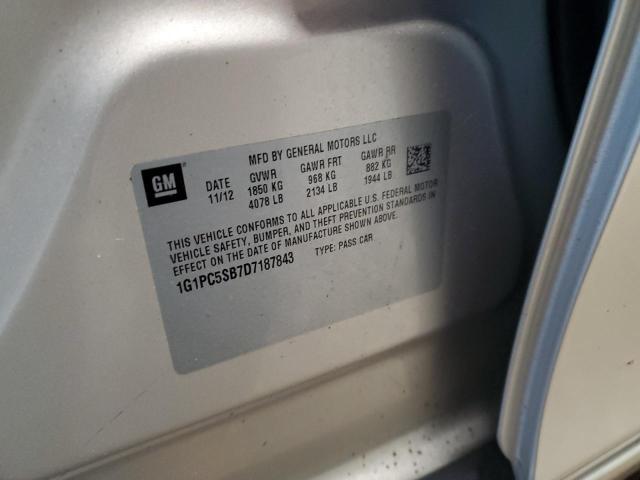 MFD BY GENERAL MOTORS LLC
GM
DATE GVWR GAWR FRT GAWR RR
11/12 1850 KG 968 KG 882 KG
4078 LB 2134 LB 1944 LB
THIS VEHICLE CONFORMS TO ALL APPLICABLE U.S. FEDERAL MOTOR
VEHICLE SAFETY, BUMPER, AND THEFT PREVENTION STANDARDS IN
EFFECT ON THE DATE OF MANUFACTURE SHOWN ABOVE.
1G1PC5SB7D7187843 TYPE: PASS CAR